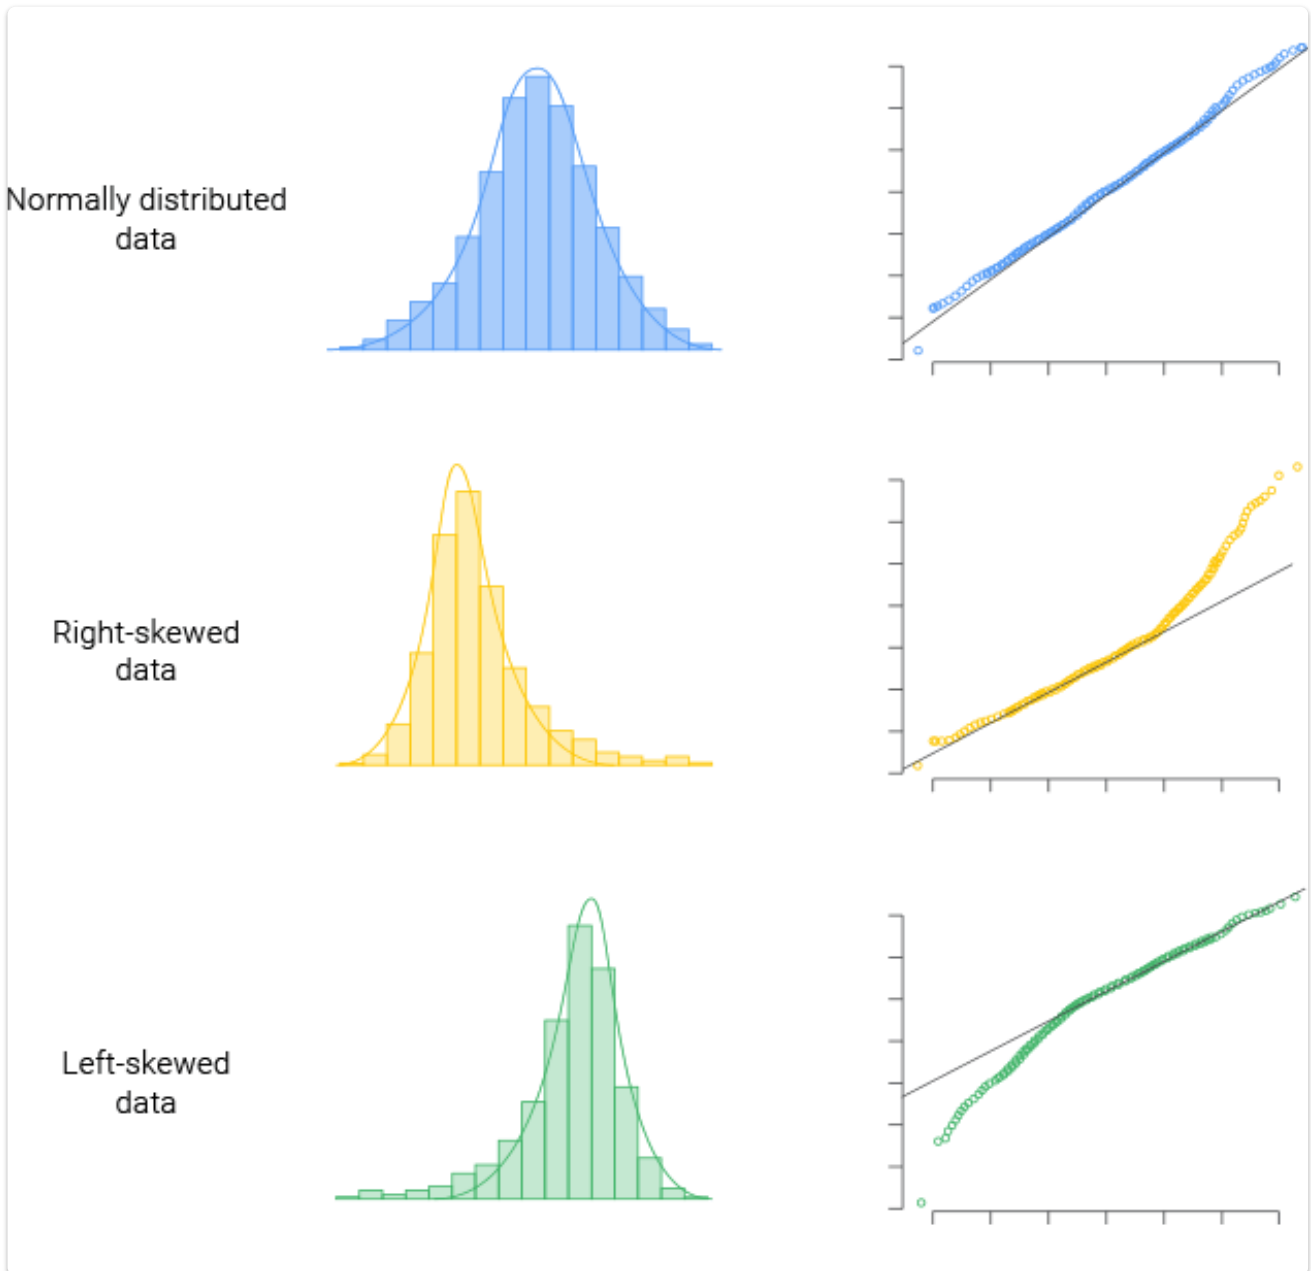 Normally distributed
data
Right-skewed
data
Left-skewed
data